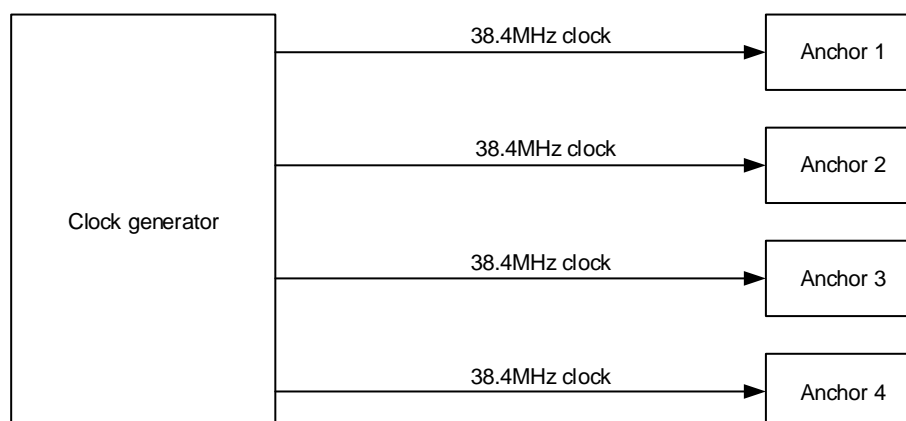 38.4MHz clock
Anchor 1
38.4MHz clock
Anchor 2
Clock generator
38.4MHz clock
Anchor 3
38.4MHz clock
Anchor 4